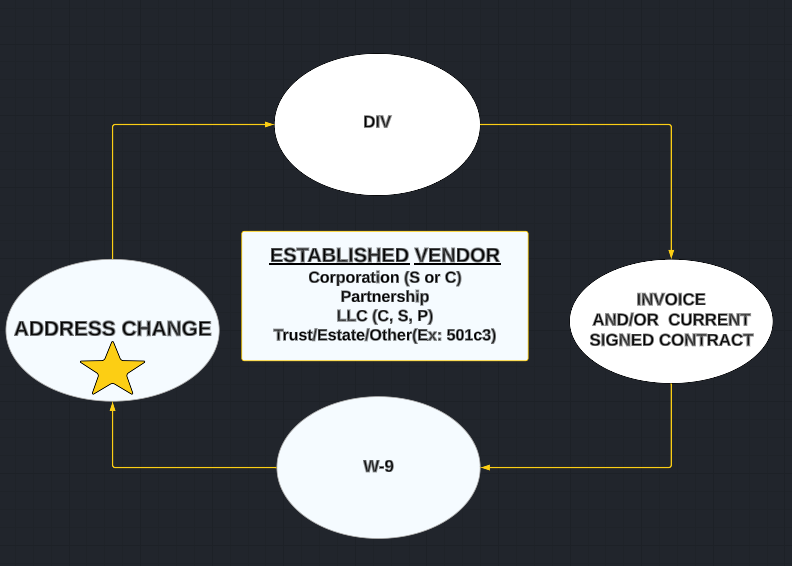 DIV
ESTABLISHED VENDOR
Corporation (S or C)
Partnership
LLC (C, S, P)
Trust/Estate/Other(Ex: 501c3)
INVOICE
AND/OR CURRENT
SIGNED CONTRACT
ADDRESS CHANGE
W-9